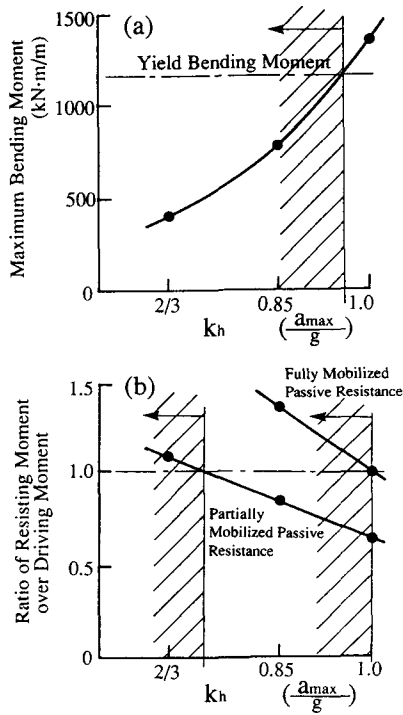 (a)
Maximum Bending Moment
(kN·m/m)
1500
1000
500
0
Yield Bending Moment
2/3
0.85
1.0
kh
(amax/g)
(b)
Ratio of Resisting Moment
over Driving Moment
1.5
1.0
0.5
0
Fully Mobilized
Passive Resistance
Partially
Mobilized Passive
Resistance
2/3
0.85
1.0
kh
(amax/g)